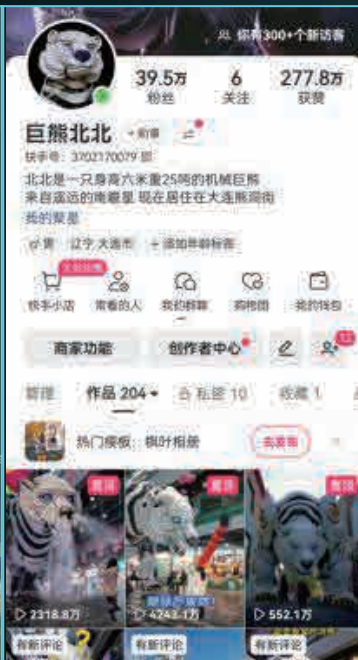 你有300+个新访客
39.5万 6 277.8万
粉丝 关注 获赞
巨熊北北
快手号:3702170079
北北是一只身高六米重25吨的机械巨熊
来自遥远的南极星 现在居住在大连熊洞街
我的聚星
男 辽宁 大连市 + 添加年龄标签
快手小店 常看的人 我的群聊 购物团 我的钱包
商家功能 创作者中心
作品 204 私密 10 收藏 1
热门模板:枫叶相册 去发布
置顶 置顶 置顶
2318.8万 4243.1万 552.1万
有新评论 有新评论 有新评论